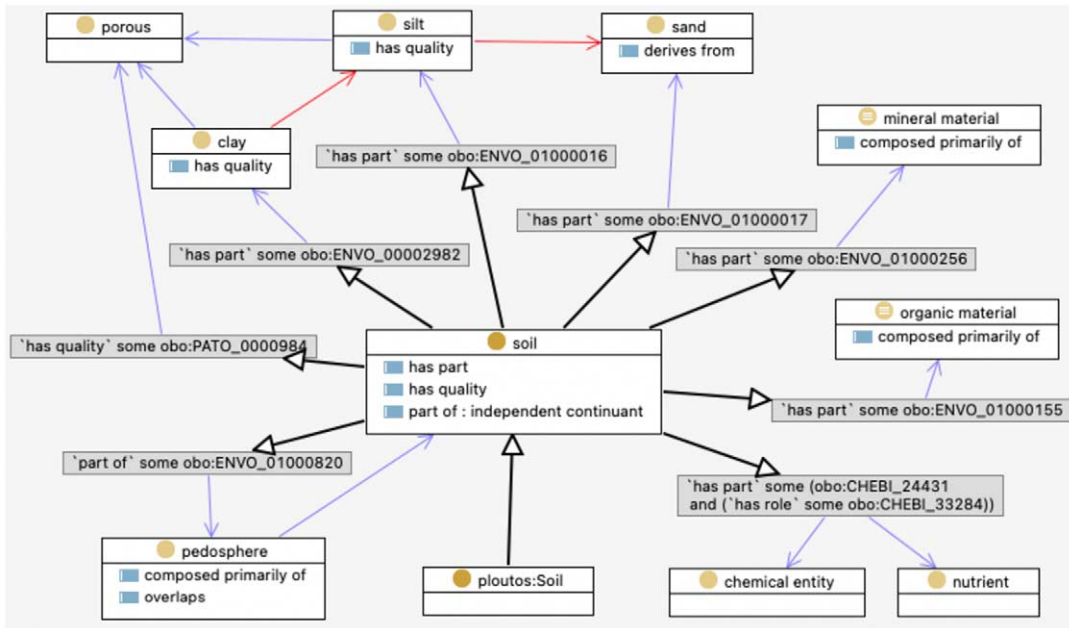 porous
silt
has quality
sand
derives from
clay
has quality
mineral material
composed primarily of
`has part` some obo:ENVO_01000016
`has part` some obo:ENVO_01000017
`has part` some obo:ENVO_00002982
`has part` some obo:ENVO_01000256
organic material
composed primarily of
`has quality` some obo:PATO_0000984
soil
has part
has quality
part of : independent continuant
`has part` some obo:ENVO_01000155
`part of` some obo:ENVO_01000820
`has part` some (obo:CHEBI_24431
and (`has role` some obo:CHEBI_33284))
pedosphere
composed primarily of
overlaps
ploutos:Soil
chemical entity
nutrient